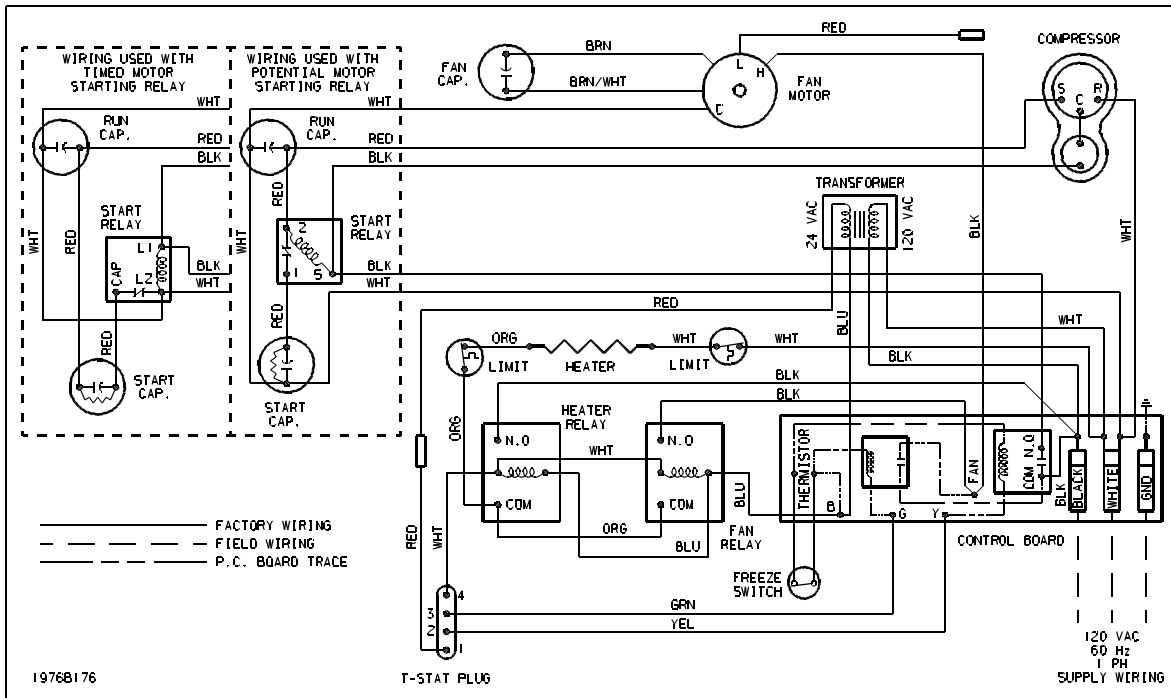 WIRING USED WITH
TIMED MOTOR
STARTING RELAY
WIRING USED WITH
POTENTIAL MOTOR
STARTING RELAY
FAN
CAP.
BRN
BRN/WHT
RED
L
H
C
FAN
MOTOR
COMPRESSOR
S
C
R
WHT
WHT
RUN
CAP.
RED
BLK
RUN
CAP.
RED
BLK
TRANSFORMER
24 VAC
120 VAC
BLK
WHT
START
RELAY
L1
L2
CAP
WHT
RED
BLK
WHT
RED
START
CAP.
RED
WHT
2
1
5
START
RELAY
BLK
WHT
RED
START
CAP.
RED
BLU
WHT
BLK
ORG
LIMIT
HEATER
WHT
LIMIT
WHT
BLK
BLK
ORG
HEATER
RELAY
N.O
COM
WHT
N.O
COM
FAN
RELAY
ORG
BLU
BLU
THERMISTOR
B
G
Y
FAN
COM
N.O
BLK
BLACK
WHITE
GND
CONTROL BOARD
FREEZE
SWITCH
RED
WHT
4
3
2
1
GRN
YEL
FACTORY WIRING
FIELD WIRING
P.C. BOARD TRACE
120 VAC
60 Hz
1 PH
SUPPLY WIRING
1976B176
T-STAT PLUG